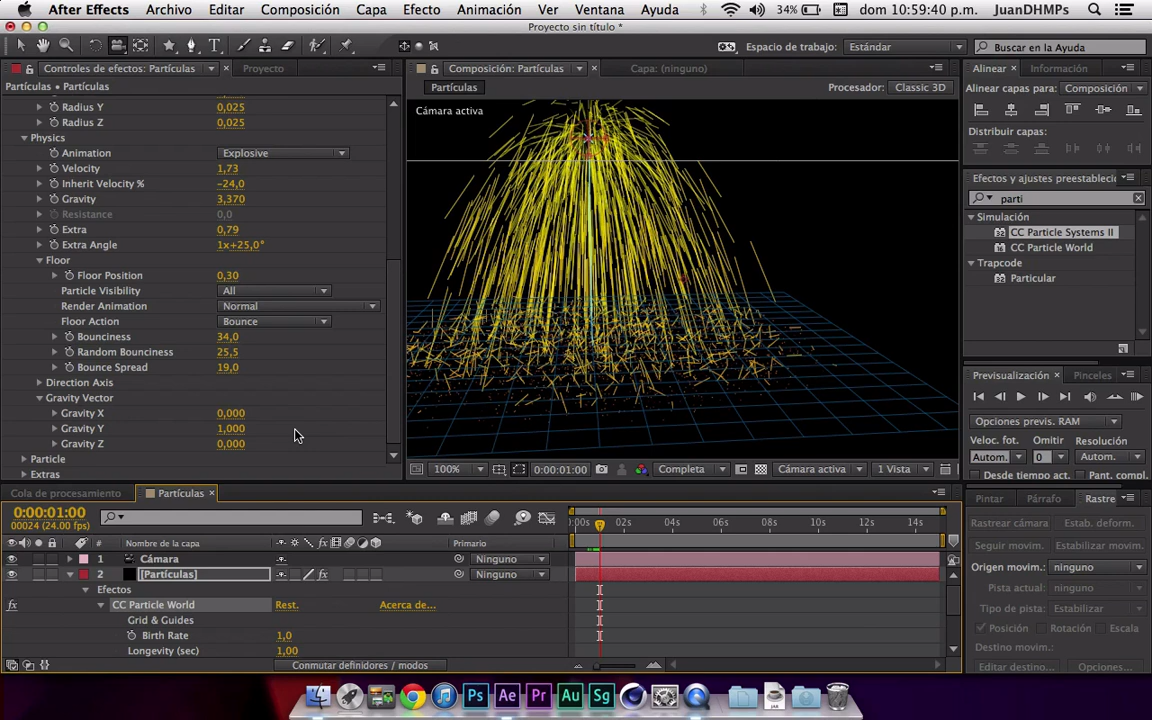 After Effects Archivo Editar Composición Capa Efecto Animación Ver Ventana Ayuda 34% dom 10:59:40 p.m. JuanDHMPs
Proyecto sin título *
Espacio de trabajo: Estándar Buscar en la Ayuda
Controles de efectos: Partículas Proyecto
Partículas • Partículas
Radius Y 0,025
Radius Z 0,025
Physics
Animation Explosive
Velocity 1,73
Inherit Velocity % -24,0
Gravity 3,370
Resistance 0,0
Extra 0,79
Extra Angle 1x+25,0°
Floor
Floor Position 0,30
Particle Visibility All
Render Animation Normal
Floor Action Bounce
Bounciness 34,0
Random Bounciness 25,5
Bounce Spread 19,0
Direction Axis
Gravity Vector
Gravity X 0,000
Gravity Y 1,000
Gravity Z 0,000
Particle
Extras
Composición: Partículas Capa: (ninguno)
Partículas Procesador: Classic 3D
Cámara activa
100% 0:00:01:00 Completa Cámara activa 1 Vista
Alinear Información
Alinear capas para: Composición
Distribuir capas:
Efectos y ajustes preestableci
parti
Simulación
CC Particle Systems II
CC Particle World
Trapcode
Particular
Previsualización Pinceles
Opciones previs. RAM
Veloc. fot. Omitir Resolución
Autom. 0 Autom.
Desde tiempo act. Pant. compl.
Pintar Párrafo Rastre
Rastrear cámara Estab. deform.
Seguir movim. Estabilizar movim.
Origen movim.: ninguno
Pista actual: ninguno
Tipo de pista: Estabilizar
Posición Rotación Escala
Destino movim.:
Editar destino... Opciones...
Cola de procesamiento Partículas
0:00:01:00
00024 (24.00 fps)
:00s 02s 04s 06s 08s 10s 12s 14s
# Nombre de la capa Primario
1 Cámara Ninguno
2 [Partículas] Ninguno
Efectos
CC Particle World Rest. Acerca de...
Grid & Guides
Birth Rate 1,0
Longevity (sec) 1,00
Conmutar definidores / modos
Ps Ae Pr Au Sg